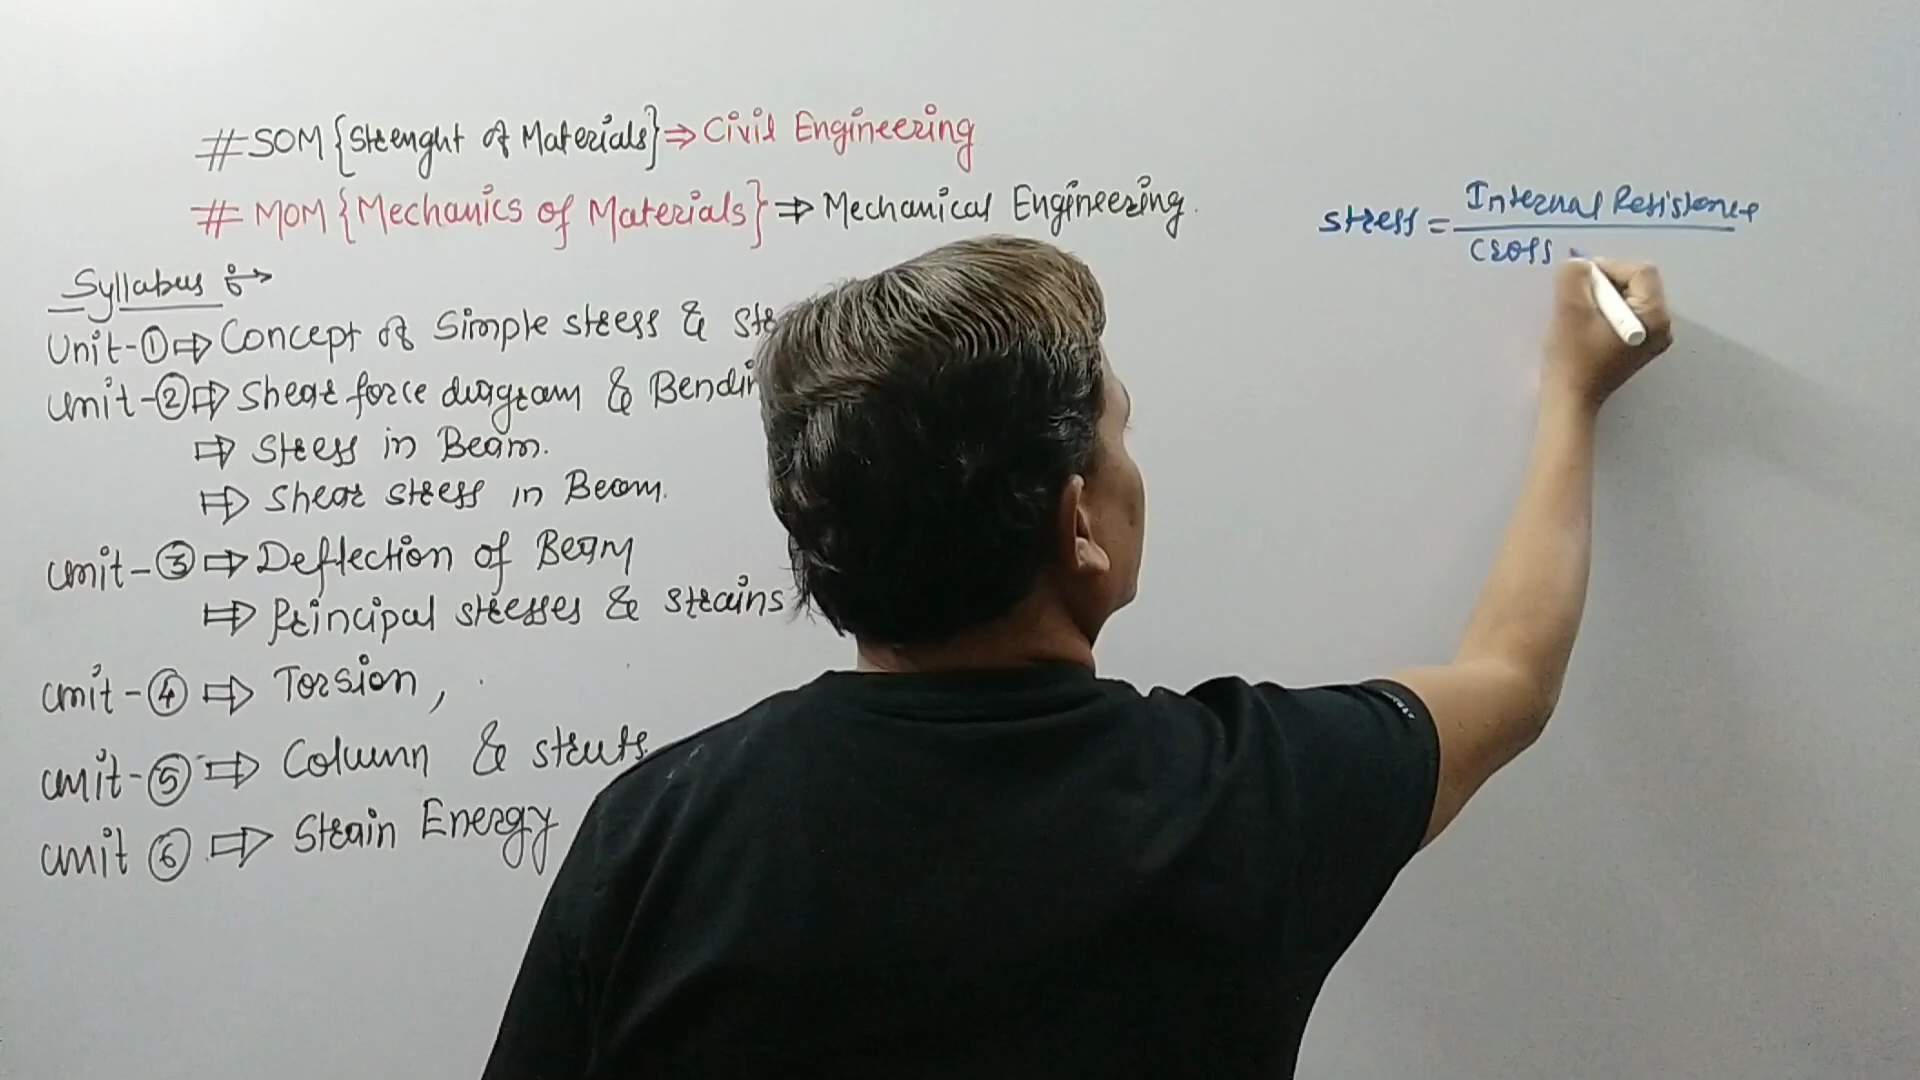 #SOM {Strenght of Materials} ⇒ Civil Engineering
# MOM {Mechanics of Materials} ⇒ Mechanical Engineering.
Syllabus :→
Unit-① ⇒ Concept of Simple stress &
Unit-② ⇒ Shear force diagram &
⇒ Stress in Beam.
⇒ Shear stress in Beam.
Unit-③ ⇒ Deflection of Beam
⇒ Principal stresses & strains
Unit-④ ⇒ Torsion,
Unit-⑤ ⇒ Column & struts
Unit ⑥ ⇒ Strain Energy
Stress = Internal Resistance
Cross